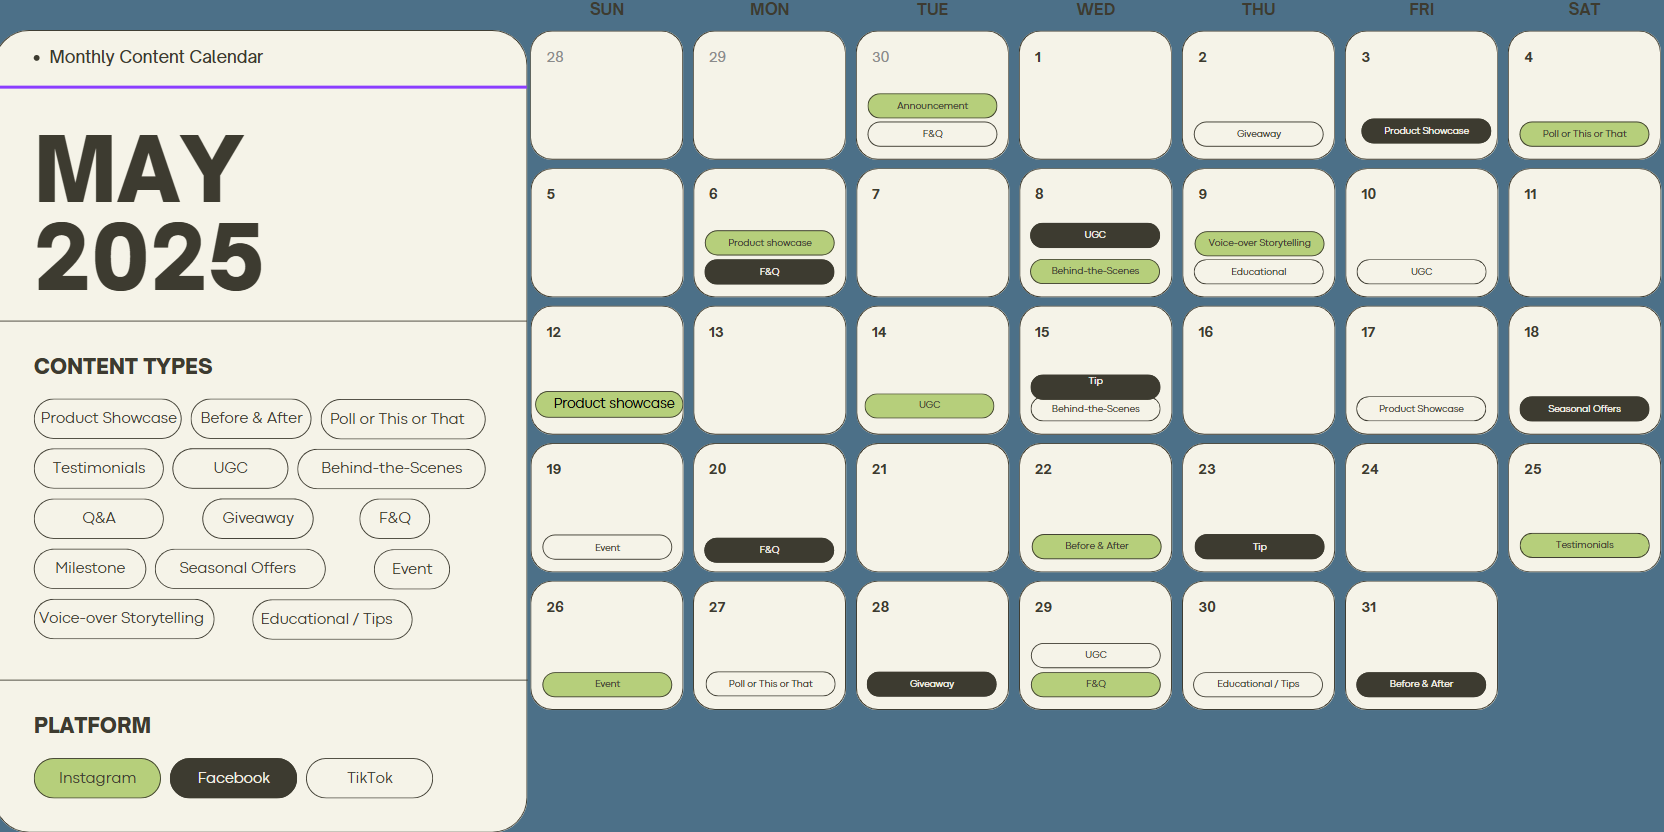 SUN MON TUE WED THU FRI SAT
• Monthly Content Calendar
MAY
2025
CONTENT TYPES
Product Showcase Before & After Poll or This or That
Testimonials UGC Behind-the-Scenes
Q&A Giveaway F&Q
Milestone Seasonal Offers Event
Voice-over Storytelling Educational / Tips
PLATFORM
Instagram Facebook TikTok
28 29 30 1 2 3 4
Announcement
F&Q Giveaway Product Showcase Poll or This or That
5 6 7 8 9 10 11
Product showcase UGC Voice-over Storytelling
F&Q Behind-the-Scenes Educational UGC
12 13 14 15 16 17 18
Tip
Product showcase UGC Behind-the-Scenes Product Showcase Seasonal Offers
19 20 21 22 23 24 25
Event F&Q Before & After Tip Testimonials
26 27 28 29 30 31
UGC
Event Poll or This or That Giveaway F&Q Educational / Tips Before & After